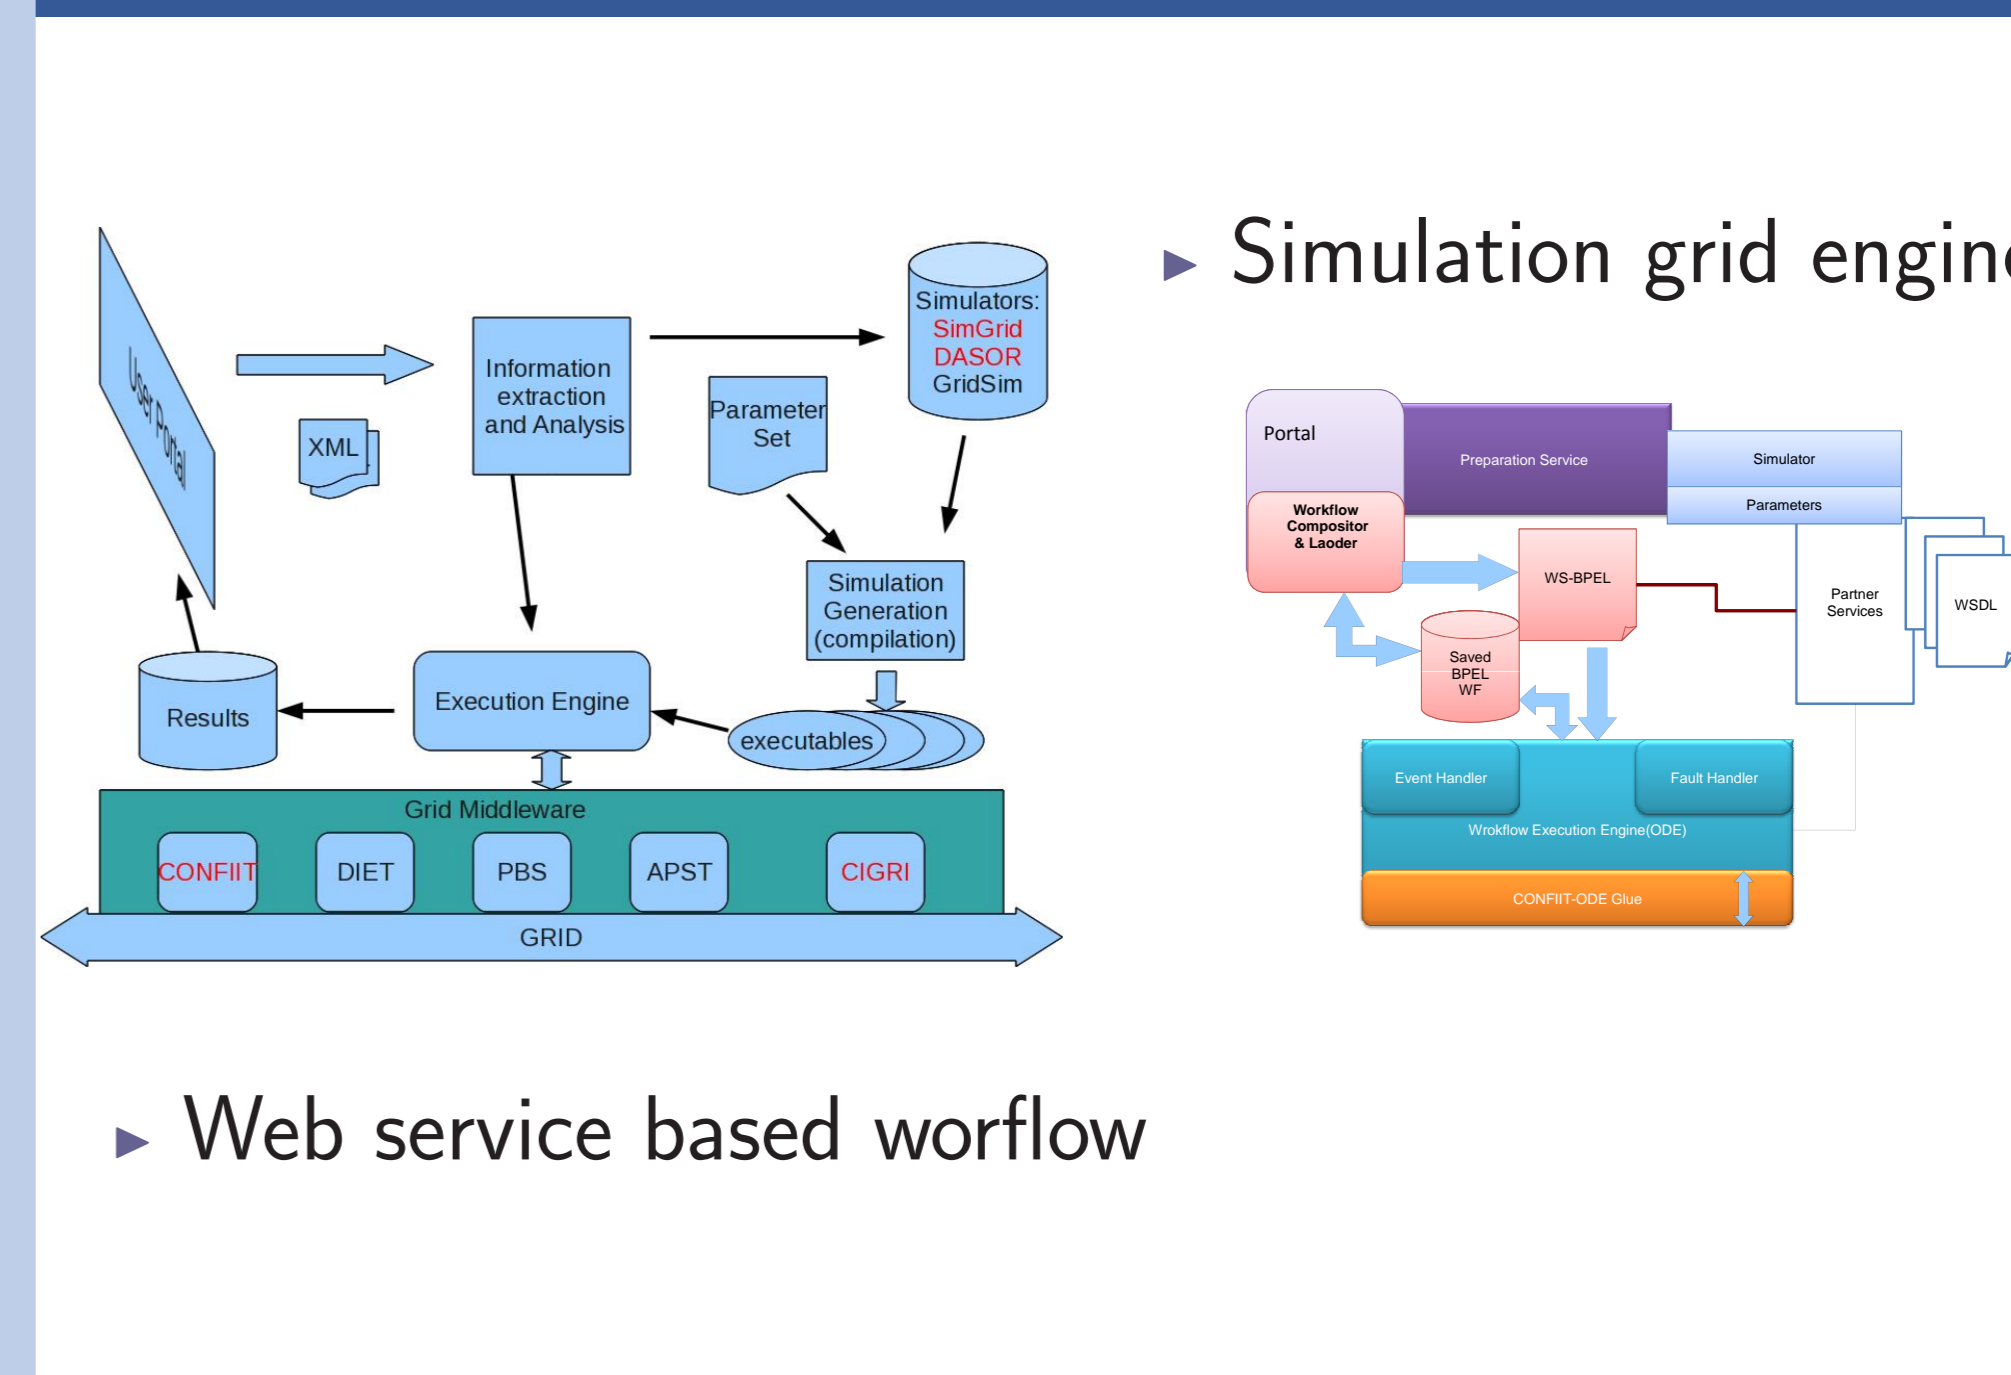 Simulators:
SimGrid
DASOR
GridSim
Information
extraction
and Analysis
User Portal
XML
Parameter
Set
Simulation
Generation
(compilation)
Execution Engine
Results
executables
Grid Middleware
CONFIIT
DIET
PBS
APST
CIGRI
GRID
Web service based worflow
Simulation grid engine
Portal
Preparation Service
Simulator
Parameters
Workflow
Compositor
& Laoder
WS-BPEL
Partner
Services
WSDL
Saved
BPEL
WF
Event Handler
Fault Handler
Wrokflow Execution Engine(ODE)
CONFIIT-ODE Glue